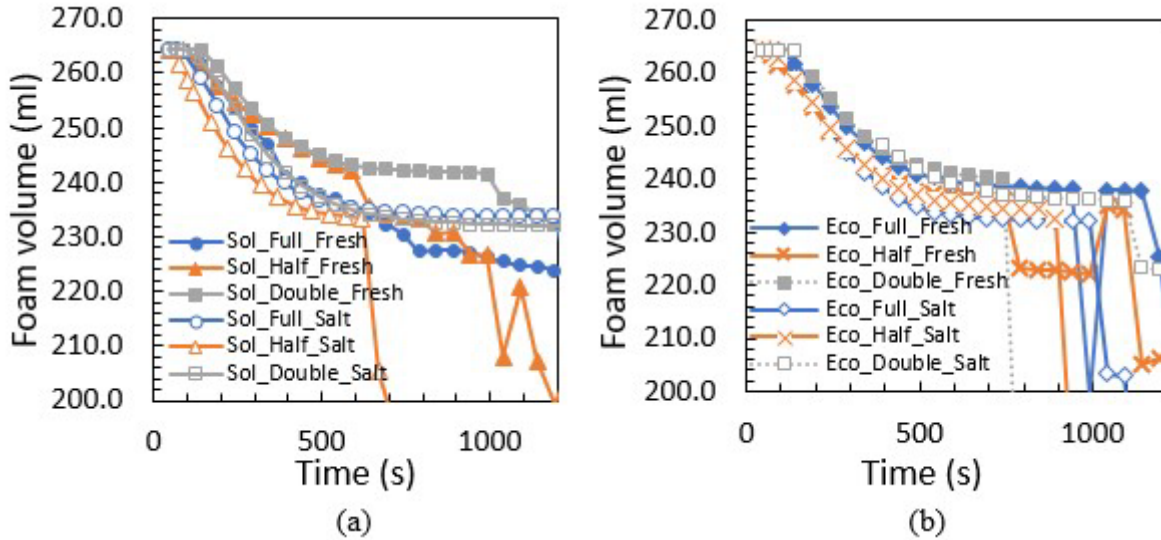 270.0
260.0
250.0
240.0
230.0
220.0
210.0
200.0
Foam volume (ml)
Sol_Full_Fresh
Sol_Half_Fresh
Sol_Double_Fresh
Sol_Full_Salt
Sol_Half_Salt
Sol_Double_Salt
0 500 1000
Time (s)
(a)
270.0
260.0
250.0
240.0
230.0
220.0
210.0
200.0
Foam volume (ml)
Eco_Full_Fresh
Eco_Half_Fresh
Eco_Double_Fresh
Eco_Full_Salt
Eco_Half_Salt
Eco_Double_Salt
0 500 1000
Time (s)
(b)